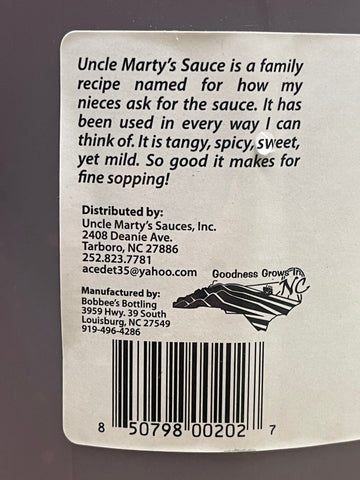 Uncle Marty's Sauce is a family
recipe named for how my
nieces ask for the sauce. It has
been used in every way I can
think of. It is tangy, spicy, sweet,
yet mild. So good it makes for
fine sopping!
Distributed by:
Uncle Marty's Sauces, Inc.
2408 Deanie Ave.
Tarboro, NC 27886
252.823.7781
acedet35@yahoo.com
Goodness Grows In
NC
Manufactured by:
Bobbee's Bottling
3959 Hwy. 39 South
Louisburg, NC 27549
919-496-4286
8 50798 00202 7